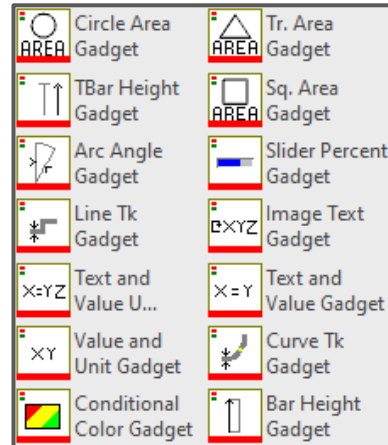 AREA Circle Area Gadget
AREA Tr. Area Gadget
TBar Height Gadget
AREA Sq. Area Gadget
Arc Angle Gadget
Slider Percent Gadget
Line Tk Gadget
XYZ Image Text Gadget
X=YZ Text and Value U...
X=Y Text and Value Gadget
XY Value and Unit Gadget
Curve Tk Gadget
Conditional Color Gadget
Bar Height Gadget